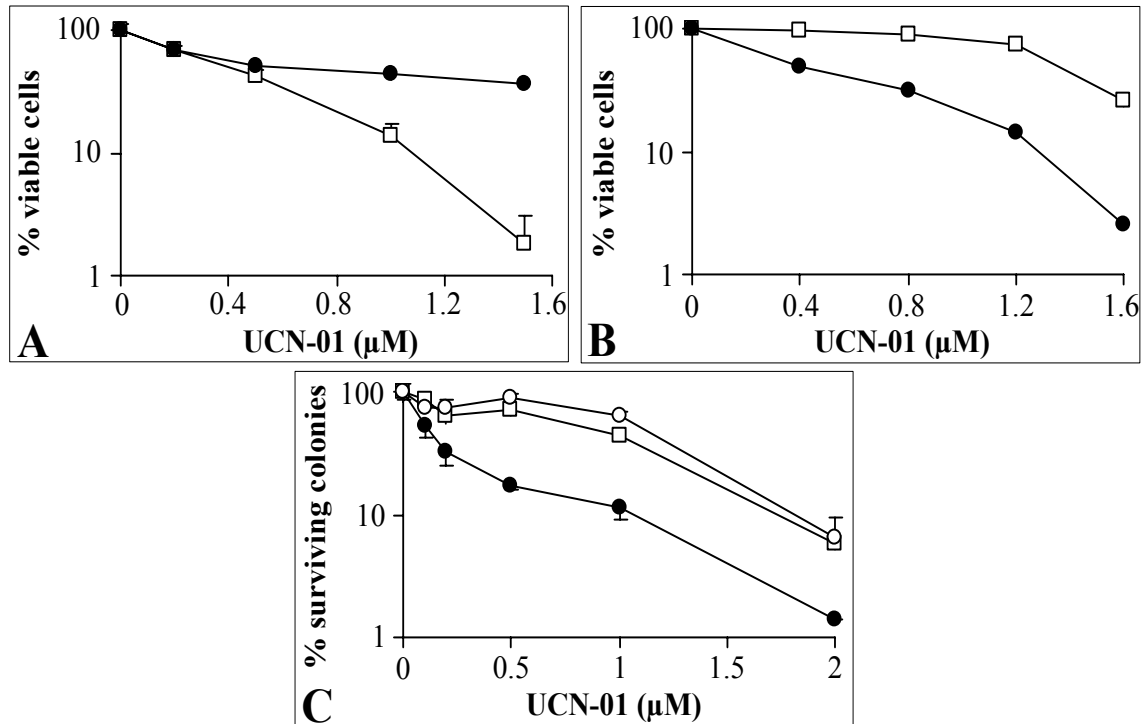 % viable cells
100
10
1
0 0.4 0.8 1.2 1.6
A UCN-01 (µM)
% viable cells
100
10
1
0 0.4 0.8 1.2 1.6
B UCN-01 (µM)
% surviving colonies
100
10
1
0 0.5 1 1.5 2
C UCN-01 (µM)